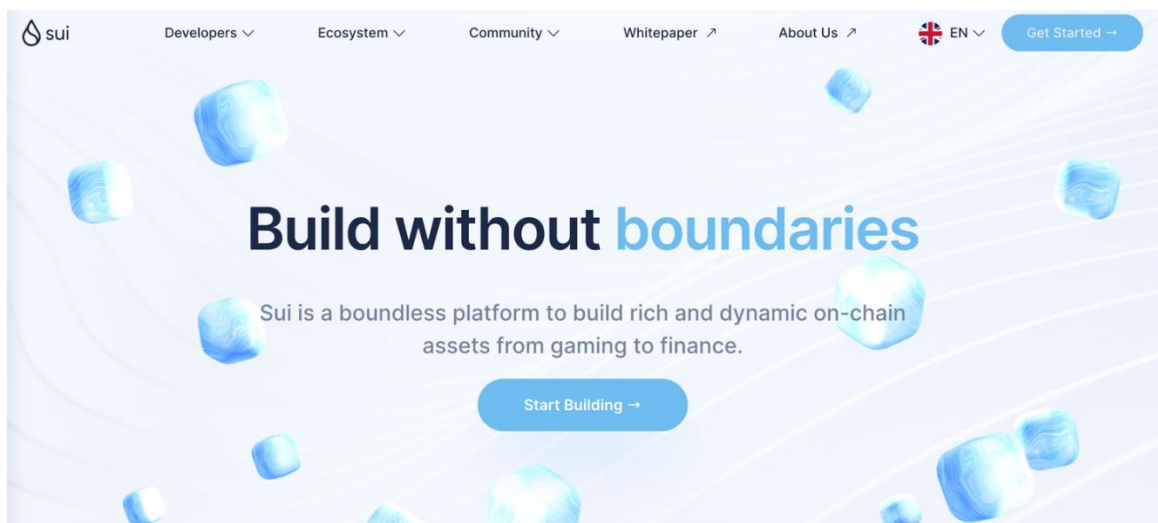 sui
Developers
Ecosystem
Community
Whitepaper ↗
About Us ↗
EN
Get Started →
Build without boundaries
Sui is a boundless platform to build rich and dynamic on-chain
assets from gaming to finance.
Start Building →